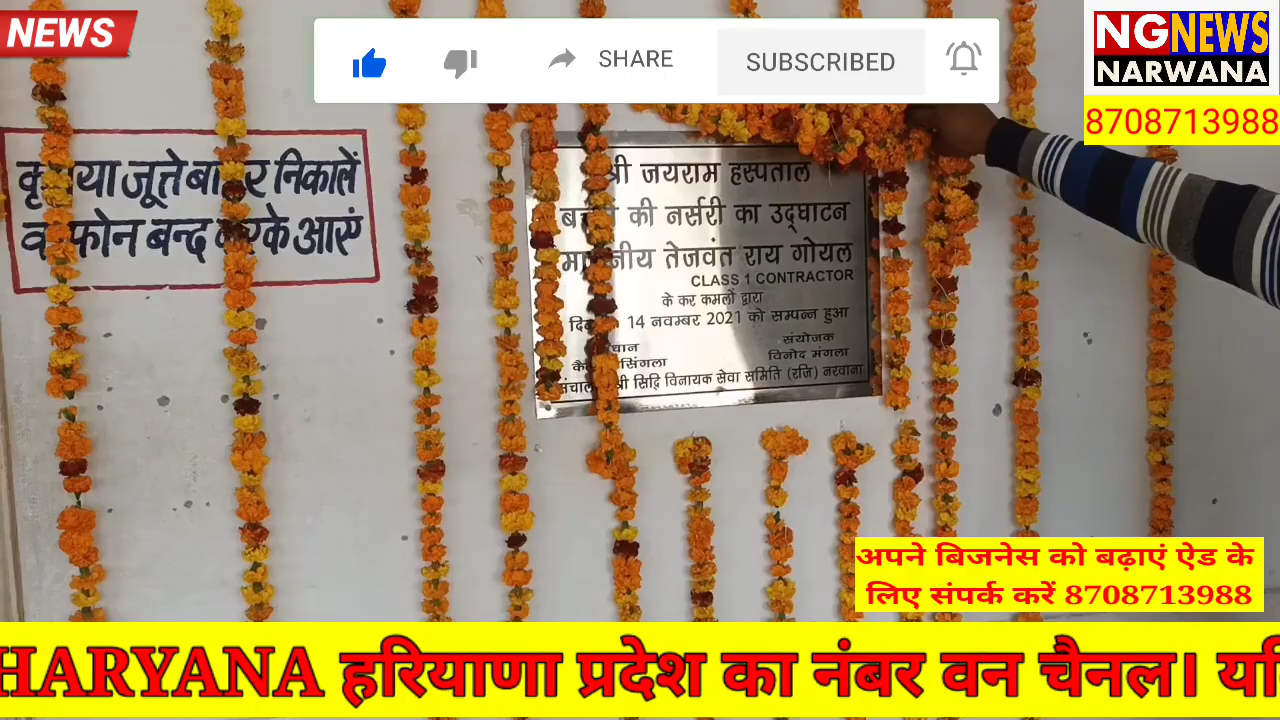 NEWS
SHARE
SUBSCRIBED
NGNEWS
NARWANA
8708713988
जूते निकालें
फोन बन्द आएं
श्री जयराम हस्पताल
की नर्सरी का उद्घाटन
तेजवंत राय गोयल
CLASS 1 CONTRACTOR
के कर कमलों द्वारा
14 नवम्बर 2021 को सम्पन्न हुआ
संयोजक
सिंगला विनोद मंगला
श्री सिद्वि विनायक सेवा समिति (रजि) नरवाना
अपने बिजनेस को बढ़ाएं ऐड के
लिए संपर्क करें 8708713988
HARYANA हरियाणा प्रदेश का नंबर वन चैनल।